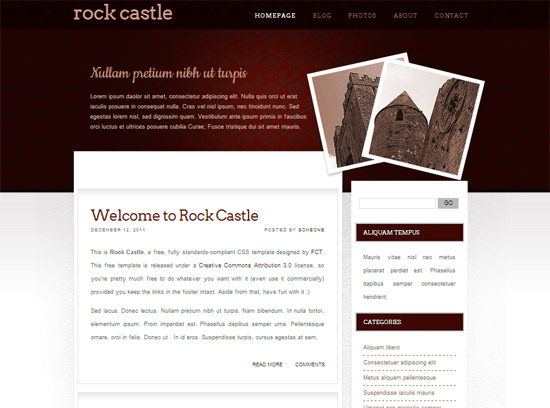 rock castle
HOMEPAGE BLOG PHOTOS ABOUT CONTACT
Nullam pretium nibh ut turpis
Lorem ipsum dolor sit amet, consectetur adipiscing elit. Nulla quis orci ut erat
iaculis posuere in consequat nulla. Cras vel nisl ipsum, nec tincidunt nunc. Sed
egestas lorem nisl, sed dignissim quam. Vestibulum ante ipsum primis in faucibus
orci luctus et ultrices posuere cubilia Curae; Fusce tristique dui sit amet mauris.
GO
Welcome to Rock Castle
DECEMBER 12, 2011 POSTED BY SOMEONE
This is Rock Castle, a free, fully standards-compliant CSS template designed by FCT.
This free template is released under a Creative Commons Attribution 3.0 license, so
you're pretty much free to do whatever you want with it (even use it commercially)
provided you keep the links in the footer intact. Aside from that, have fun with it :)
Sed lacus. Donec lectus. Nullam pretium nibh ut turpis. Nam bibendum. In nulla tortor,
elementum ipsum. Proin imperdiet est. Phasellus dapibus semper urna. Pellentesque
ornare, orci in felis. Donec ut . In id eros. Suspendisse turpis, cursus egestas at sem.
READ MORE COMMENTS
ALIQUAM TEMPUS
Mauris vitae nisl nec metus
placerat perdiet est. Phasellus
dapibus semper consectetuer
hendrerit.
CATEGORIES
Aliquam libero
Consectetuer adipiscing elit
Metus aliquam pellentesque
Suspendisse iaculis mauris